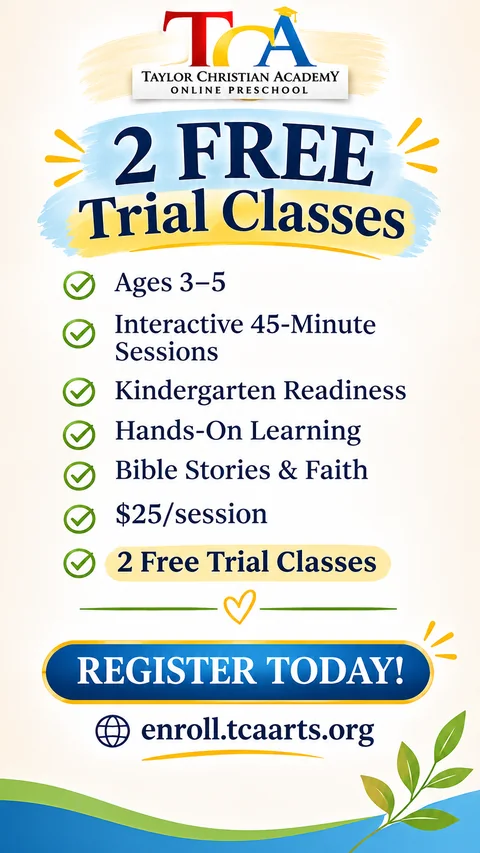 TCA
TAYLOR CHRISTIAN ACADEMY
ONLINE PRESCHOOL
2 FREE
Trial Classes
Ages 3–5
Interactive 45-Minute
Sessions
Kindergarten Readiness
Hands-On Learning
Bible Stories & Faith
$25/session
2 Free Trial Classes
REGISTER TODAY!
enroll.tcaarts.org